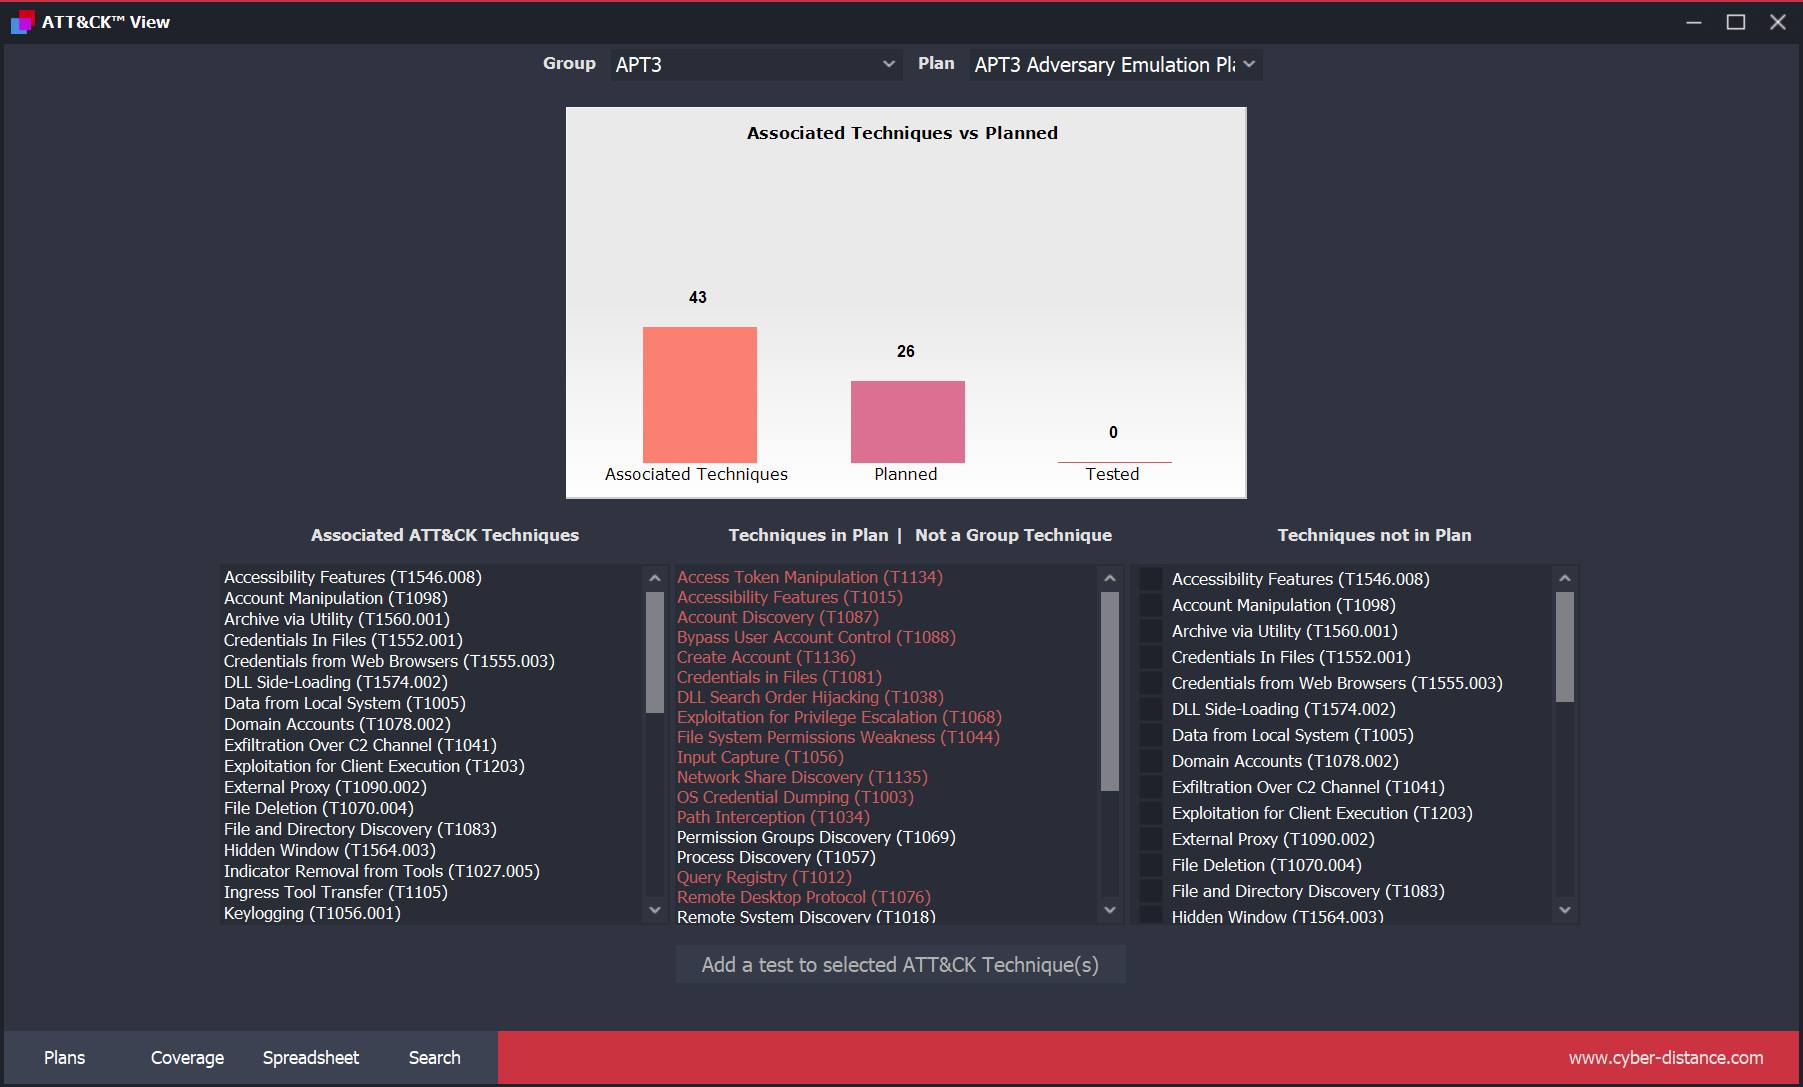 ATT&CK™ View
Group APT3 Plan APT3 Adversary Emulation Pl
Associated Techniques vs Planned
43
26
0
Associated Techniques Planned Tested
Associated ATT&CK Techniques
Accessibility Features (T1546.008)
Account Manipulation (T1098)
Archive via Utility (T1560.001)
Credentials In Files (T1552.001)
Credentials from Web Browsers (T1555.003)
DLL Side-Loading (T1574.002)
Data from Local System (T1005)
Domain Accounts (T1078.002)
Exfiltration Over C2 Channel (T1041)
Exploitation for Client Execution (T1203)
External Proxy (T1090.002)
File Deletion (T1070.004)
File and Directory Discovery (T1083)
Hidden Window (T1564.003)
Indicator Removal from Tools (T1027.005)
Ingress Tool Transfer (T1105)
Keylogging (T1056.001)
Techniques in Plan | Not a Group Technique
Access Token Manipulation (T1134)
Accessibility Features (T1015)
Account Discovery (T1087)
Bypass User Account Control (T1088)
Create Account (T1136)
Credentials in Files (T1081)
DLL Search Order Hijacking (T1038)
Exploitation for Privilege Escalation (T1068)
File System Permissions Weakness (T1044)
Input Capture (T1056)
Network Share Discovery (T1135)
OS Credential Dumping (T1003)
Path Interception (T1034)
Permission Groups Discovery (T1069)
Process Discovery (T1057)
Query Registry (T1012)
Remote Desktop Protocol (T1076)
Remote System Discovery (T1018)
Techniques not in Plan
Accessibility Features (T1546.008)
Account Manipulation (T1098)
Archive via Utility (T1560.001)
Credentials In Files (T1552.001)
Credentials from Web Browsers (T1555.003)
DLL Side-Loading (T1574.002)
Data from Local System (T1005)
Domain Accounts (T1078.002)
Exfiltration Over C2 Channel (T1041)
Exploitation for Client Execution (T1203)
External Proxy (T1090.002)
File Deletion (T1070.004)
File and Directory Discovery (T1083)
Hidden Window (T1564.003)
Add a test to selected ATT&CK Technique(s)
Plans Coverage Spreadsheet Search www.cyber-distance.com